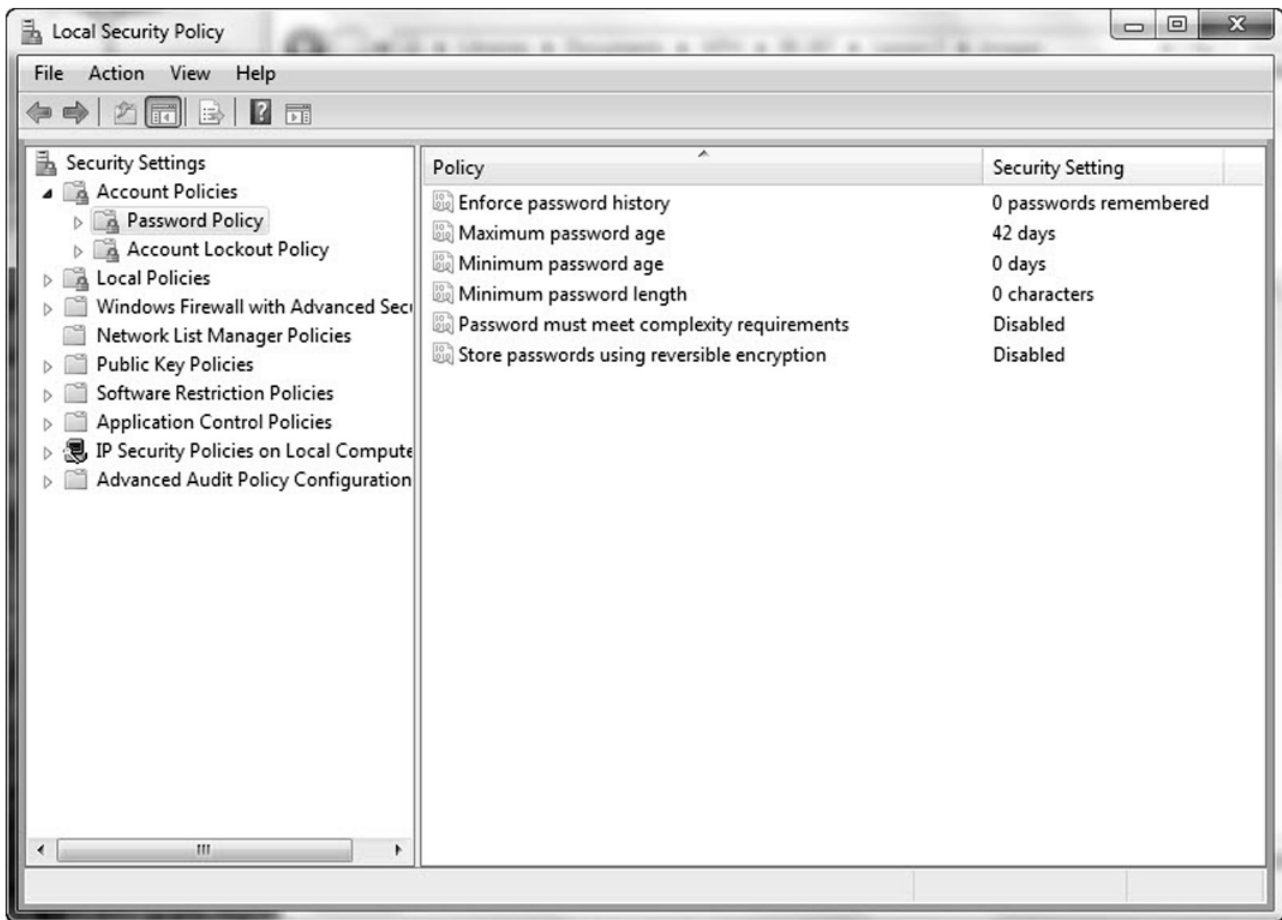 Local Security Policy
File Action View Help
Security Settings
Account Policies
Password Policy
Account Lockout Policy
Local Policies
Windows Firewall with Advanced Secu
Network List Manager Policies
Public Key Policies
Software Restriction Policies
Application Control Policies
IP Security Policies on Local Compute
Advanced Audit Policy Configuration
Policy Security Setting
Enforce password history 0 passwords remembered
Maximum password age 42 days
Minimum password age 0 days
Minimum password length 0 characters
Password must meet complexity requirements Disabled
Store passwords using reversible encryption Disabled